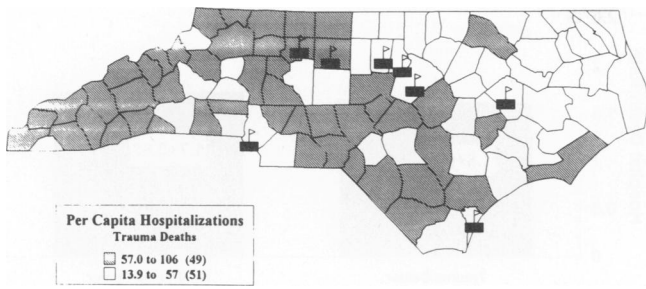 Per Capita Hospitalizations
Trauma Deaths
57.0 to 106 (49)
13.9 to 57 (51)